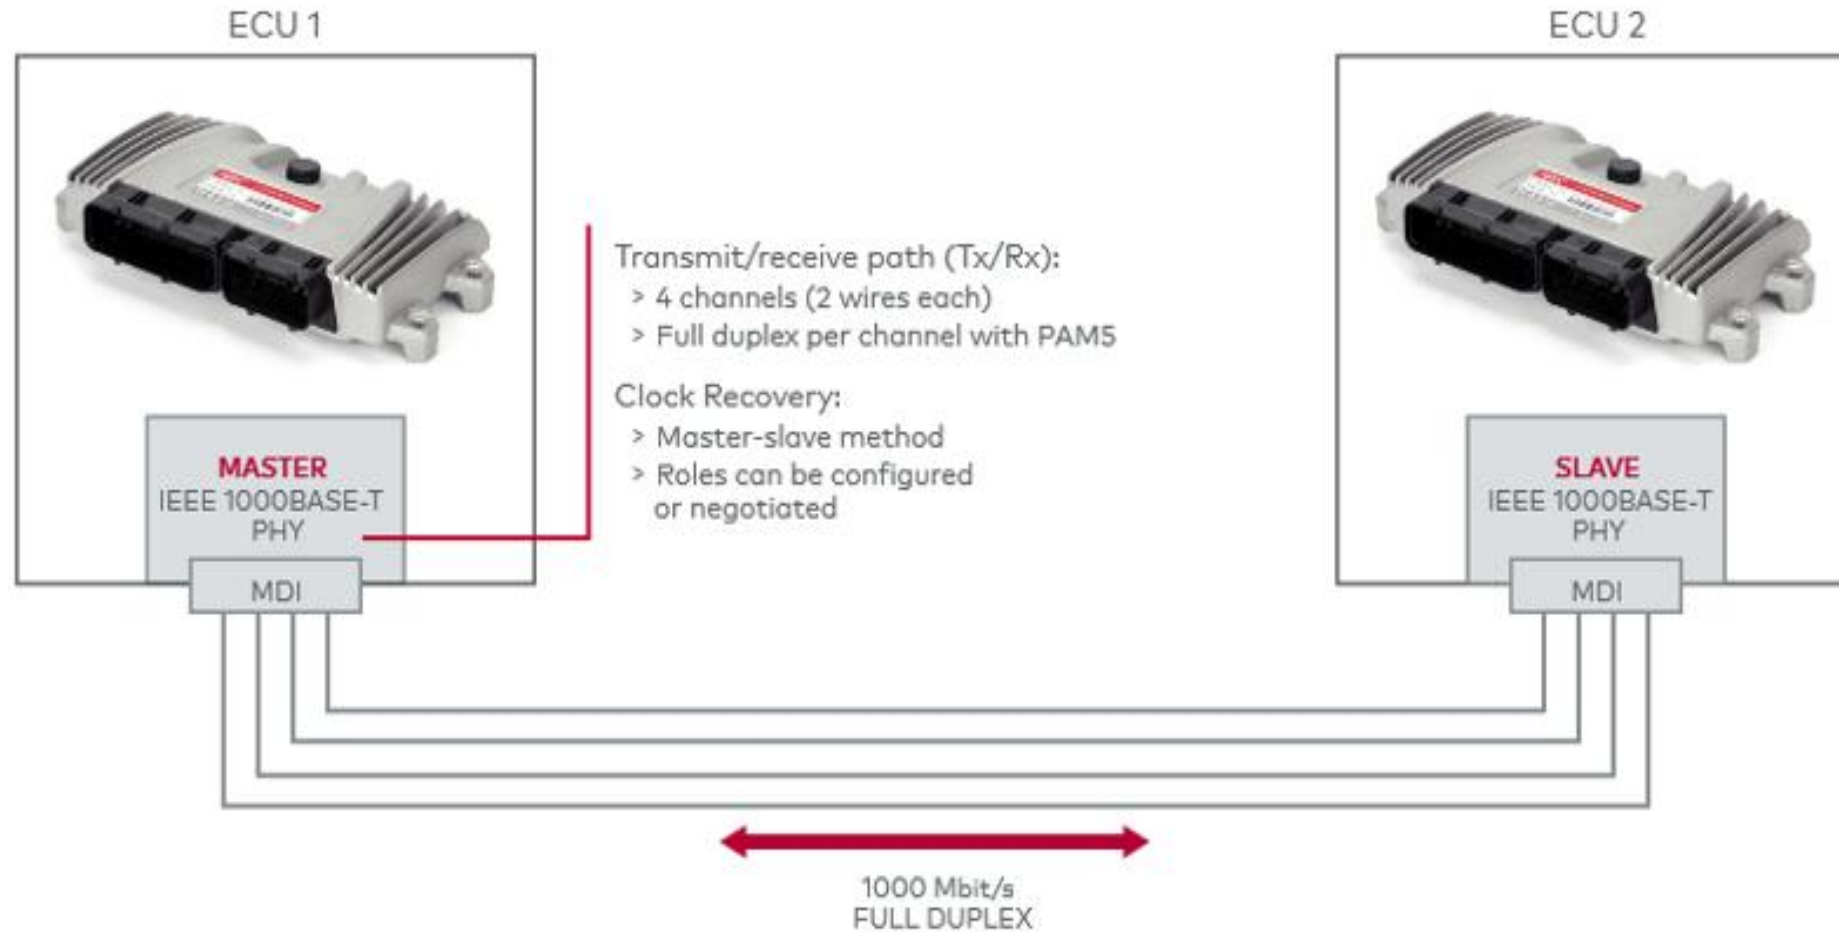 ECU 1
ECU 2
Transmit/receive path (Tx/Rx):
> 4 channels (2 wires each)
> Full duplex per channel with PAM5
Clock Recovery:
> Master-slave method
> Roles can be configured
or negotiated
MASTER
IEEE 1000BASE-T
PHY
MDI
SLAVE
IEEE 1000BASE-T
PHY
MDI
1000 Mbit/s
FULL DUPLEX